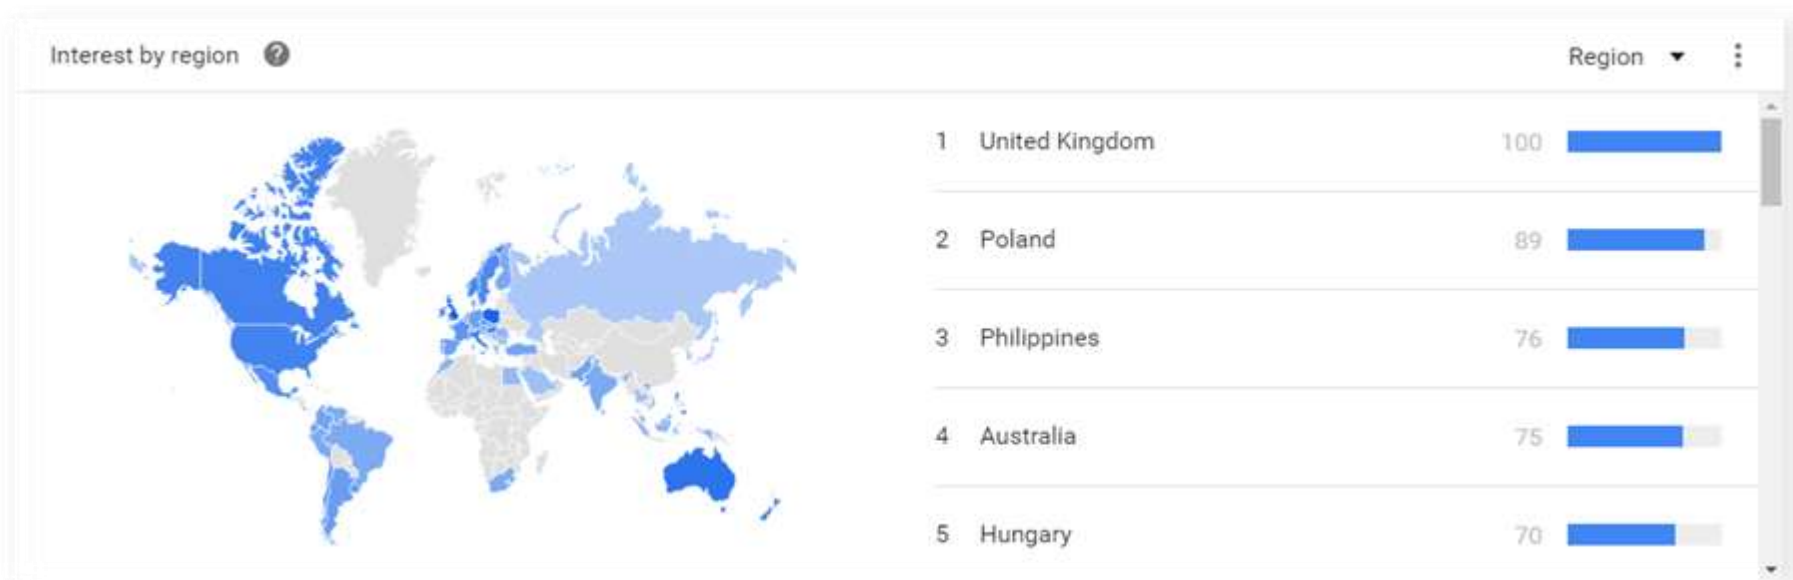 Interest by region
Region
1 United Kingdom 100
2 Poland 89
3 Philippines 76
4 Australia 75
5 Hungary 70